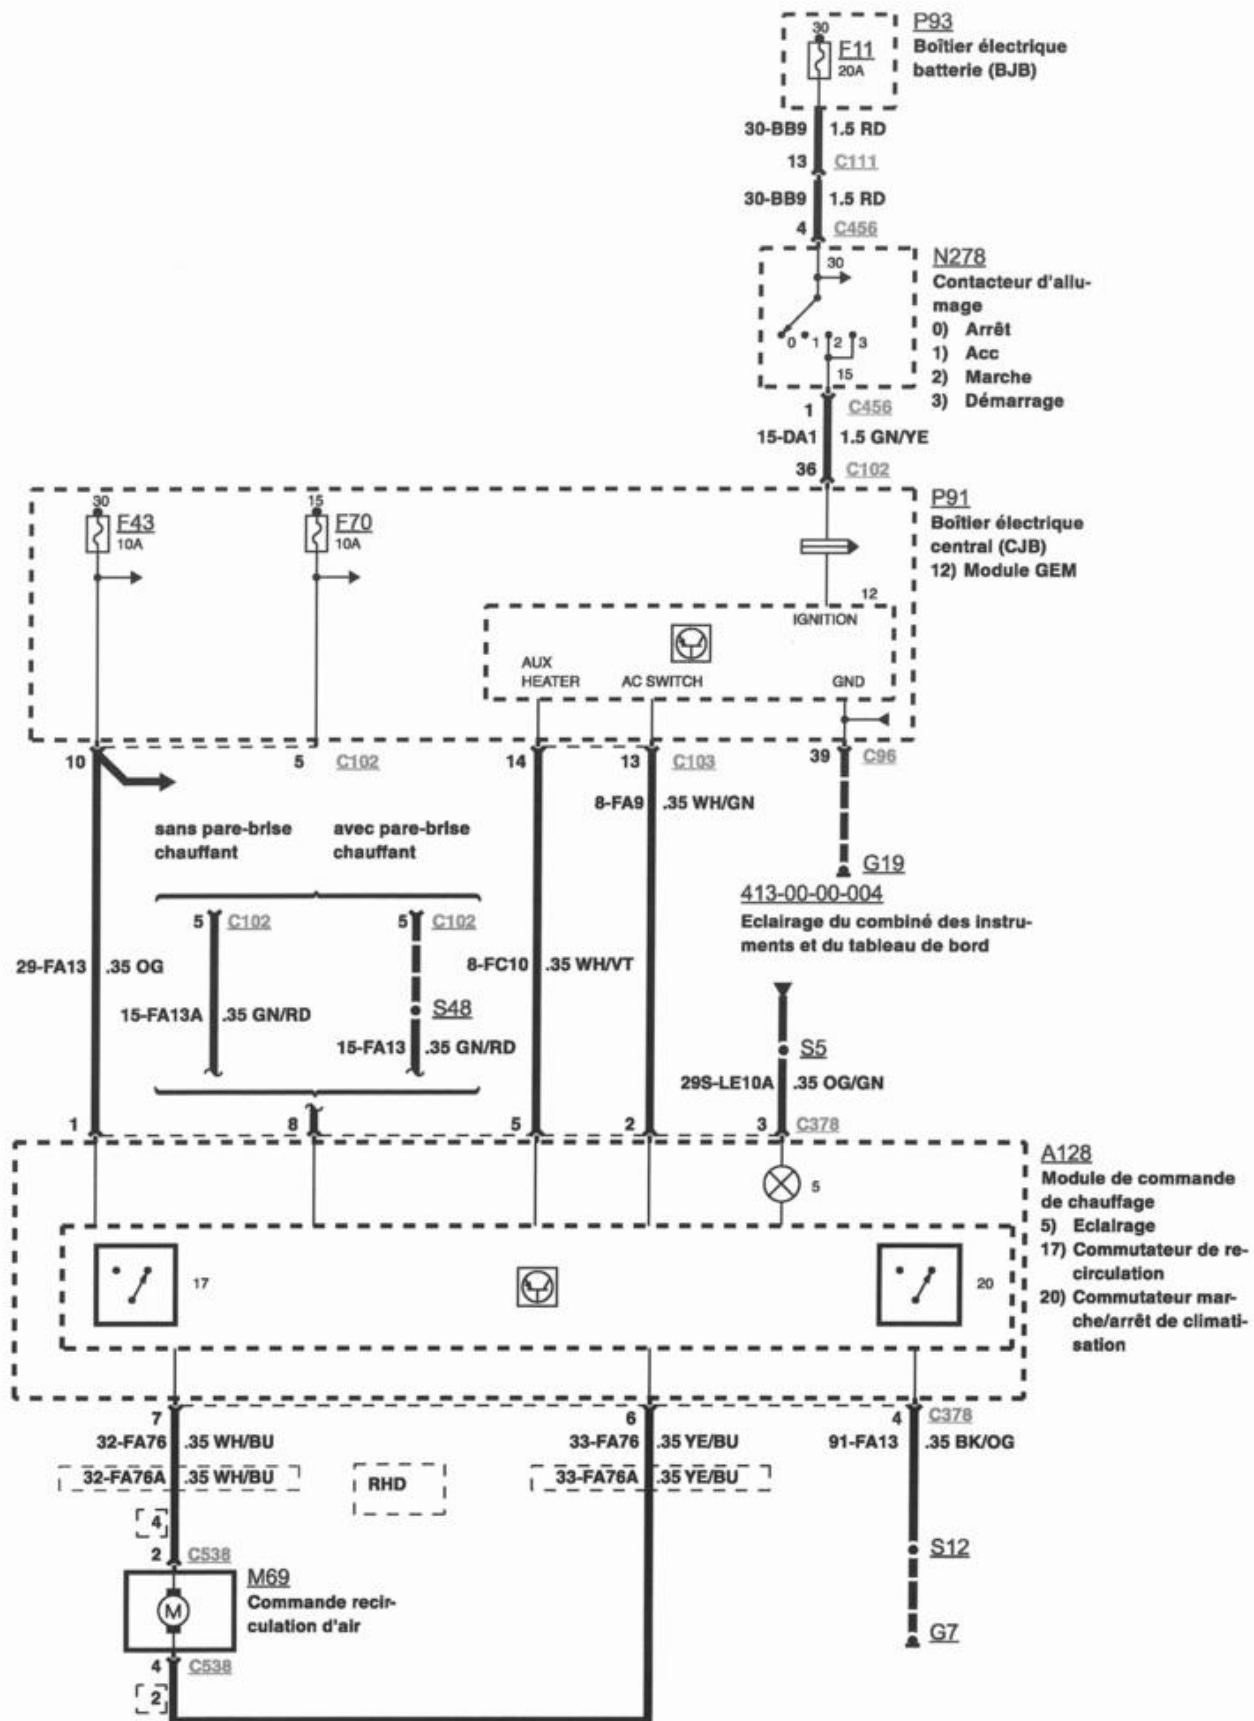 30
F11
20A
P93
Boîtier électrique
batterie (BJB)
30-BB9 1.5 RD
13 C111
30-BB9 1.5 RD
4 C456
30
0 1 2 3
15
N278
Contacteur d'allu-
mage
0) Arrêt
1) Acc
2) Marche
3) Démarrage
1 C456
15-DA1 1.5 GN/YE
36 C102
30
F43
10A
15
F70
10A
P91
Boîtier électrique
central (CJB)
12) Module GEM
12
IGNITION
AUX
HEATER
AC SWITCH
GND
10
5 C102
14
13 C103
39 C96
8-FA9 .35 WH/GN
sans pare-brise
chauffant
avec pare-brise
chauffant
G19
413-00-00-004
Eclairage du combiné des instru-
ments et du tableau de bord
5 C102
5 C102
29-FA13 .35 OG
8-FC10 .35 WH/VT
15-FA13A .35 GN/RD
S48
15-FA13 .35 GN/RD
S5
29S-LE10A .35 OG/GN
1
8
5
2
3 C378
5
A128
Module de commande
de chauffage
5) Eclairage
17) Commutateur de re-
circulation
20) Commutateur mar-
che/arrêt de climati-
sation
17
20
7
6
4 C378
32-FA76 .35 WH/BU
33-FA76 .35 YE/BU
91-FA13 .35 BK/OG
32-FA76A .35 WH/BU
RHD
33-FA76A .35 YE/BU
4
2 C538
S12
M
M69
Commande recir-
culation d'air
G7
4 C538
2